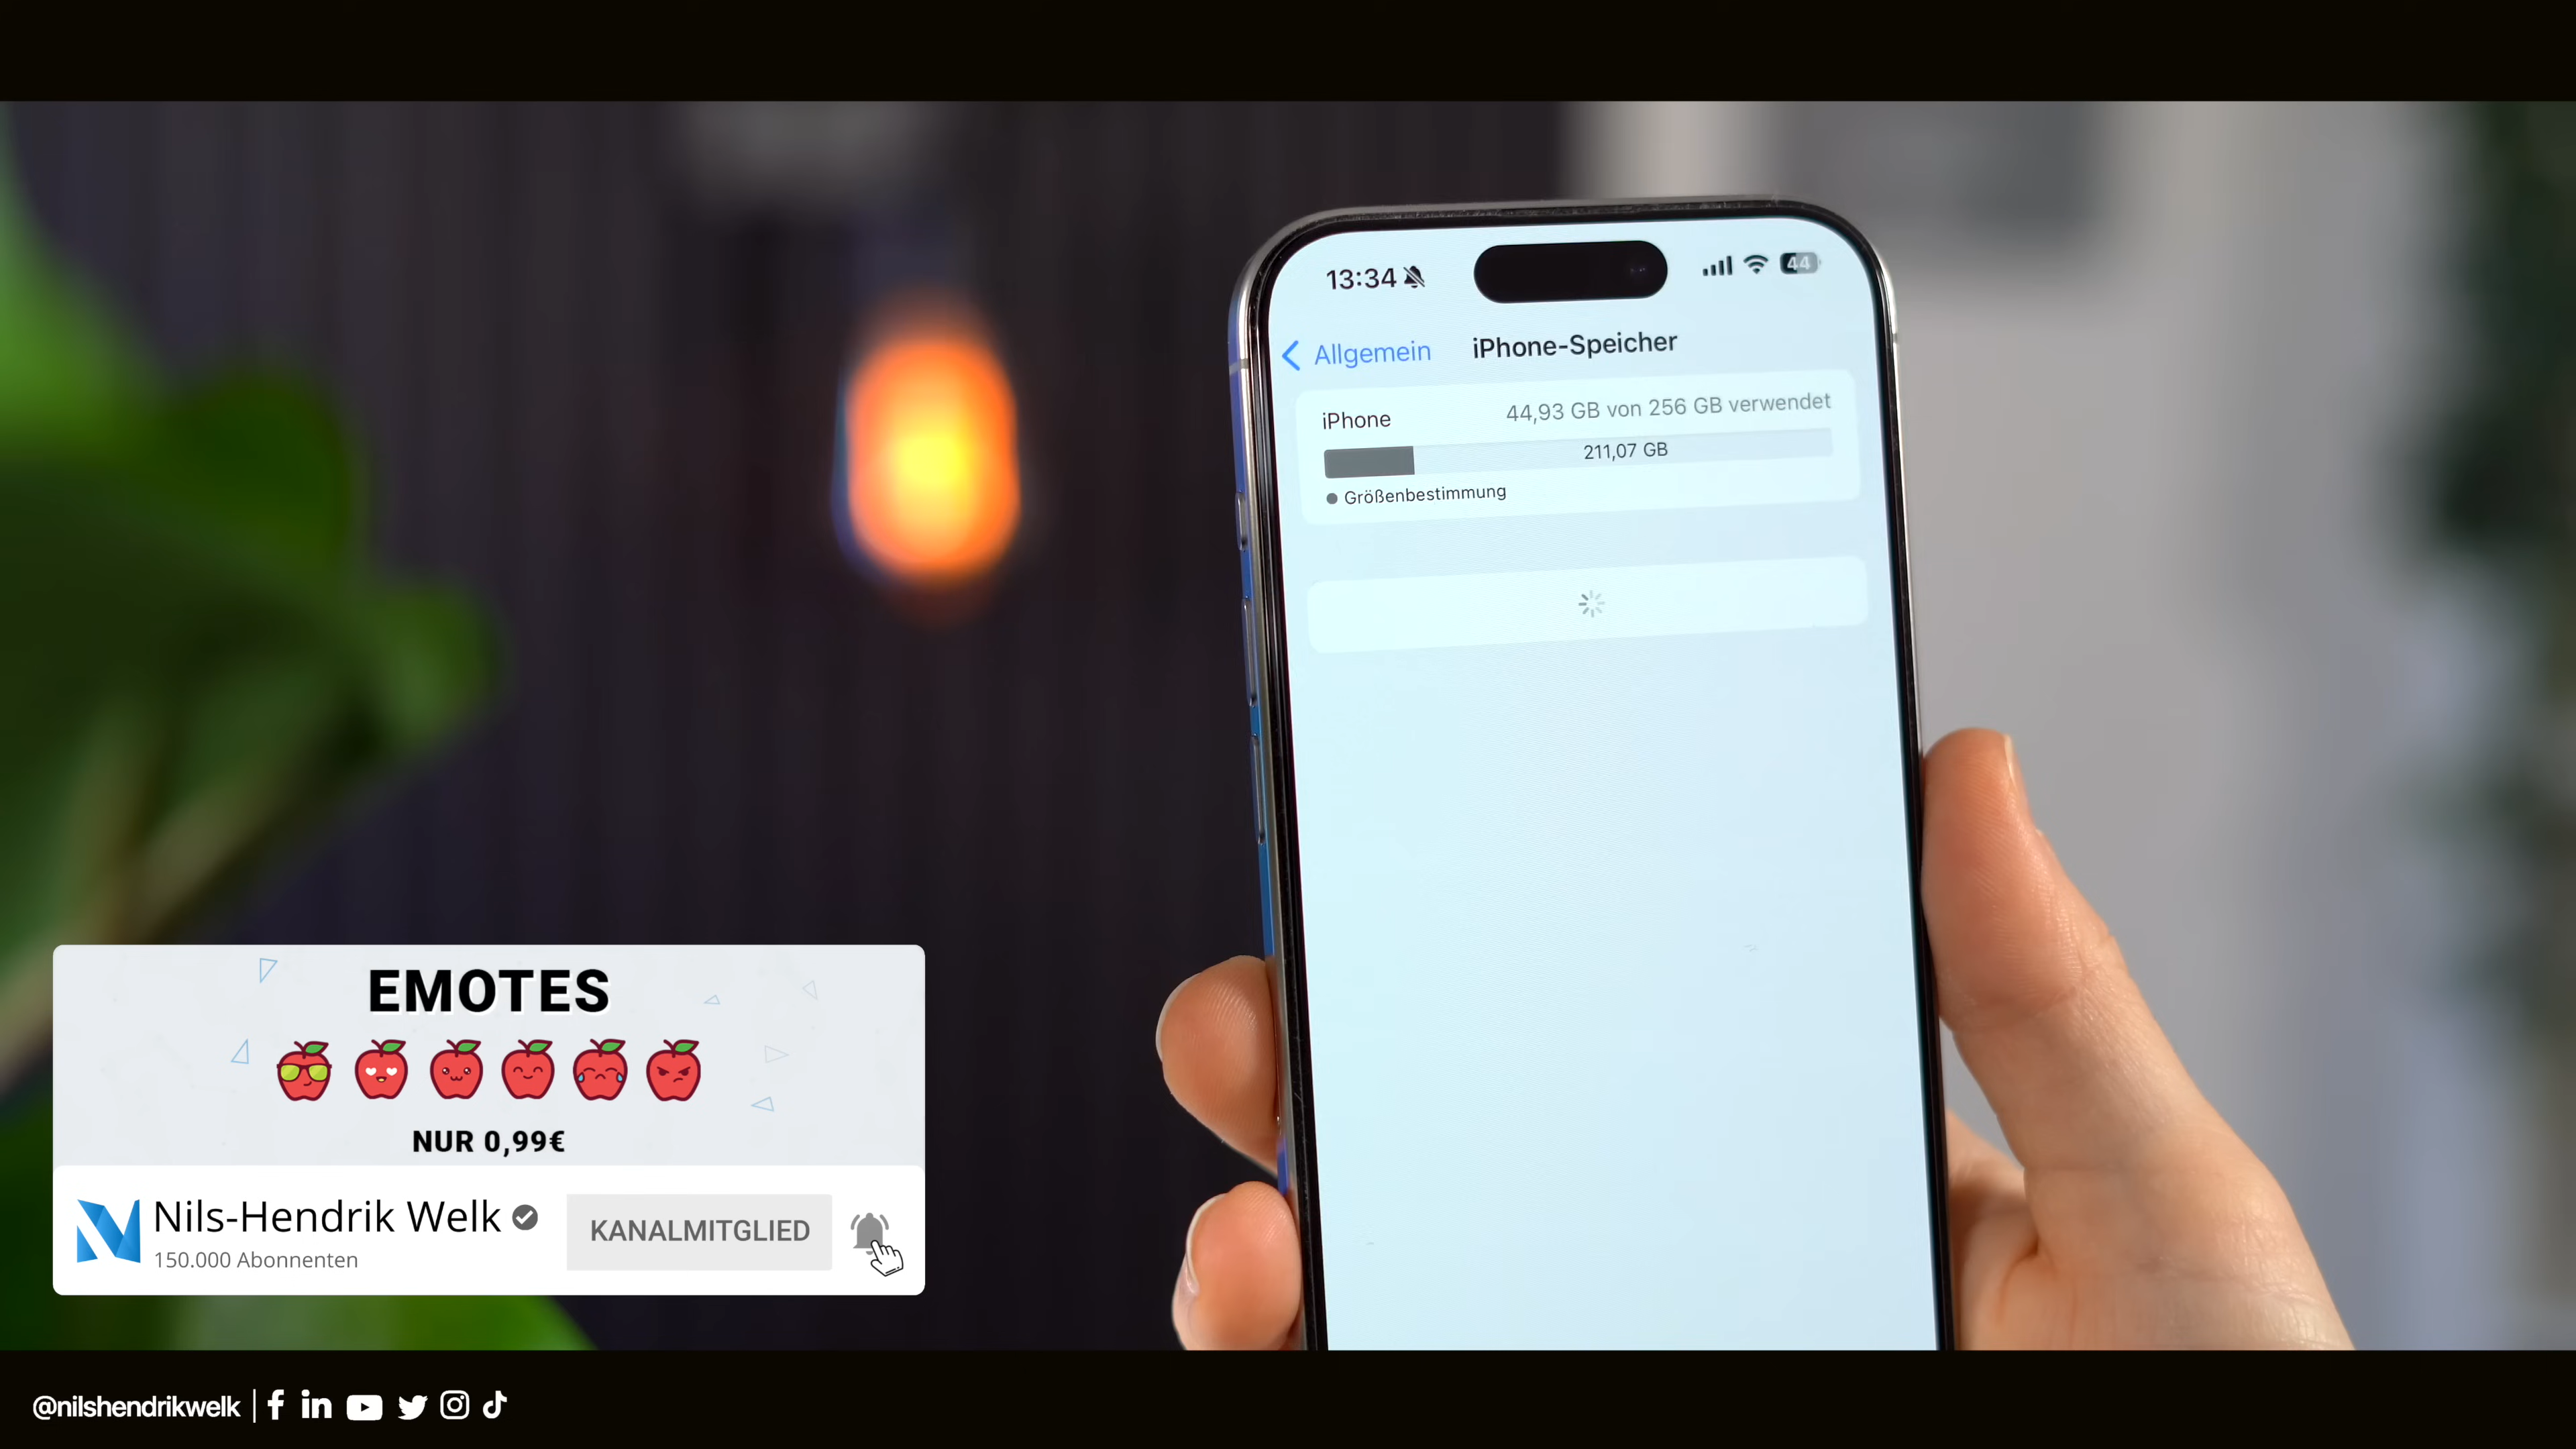 13:34
44
Allgemein
iPhone-Speicher
iPhone
44,93 GB von 256 GB verwendet
211,07 GB
Größenbestimmung
EMOTES
NUR 0,99€
Nils-Hendrik Welk
150.000 Abonnenten
KANALMITGLIED
@nilshendrikwelk